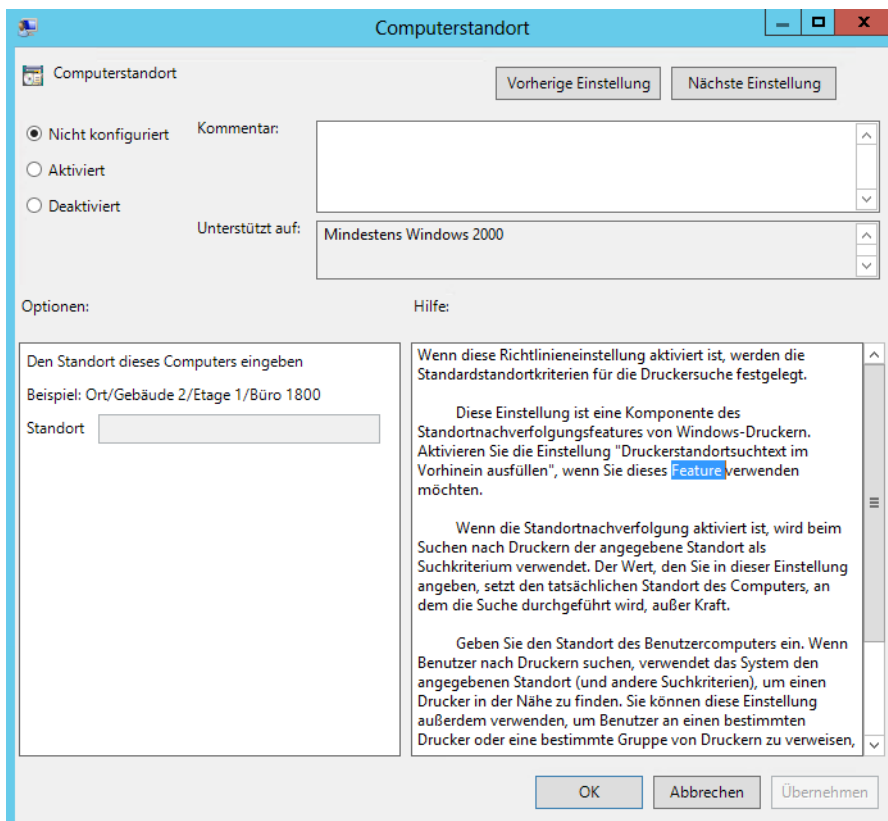 Computerstandort
Computerstandort
Vorherige Einstellung
Nächste Einstellung
Nicht konfiguriert
Aktiviert
Deaktiviert
Kommentar:
Unterstützt auf:
Mindestens Windows 2000
Optionen:
Hilfe:
Den Standort dieses Computers eingeben
Beispiel: Ort/Gebäude 2/Etage 1/Büro 1800
Standort
Wenn diese Richtlinieneinstellung aktiviert ist, werden die
Standardstandortkriterien für die Druckersuche festgelegt.
Diese Einstellung ist eine Komponente des
Standortnachverfolgungsfeatures von Windows-Druckern.
Aktivieren Sie die Einstellung "Druckerstandortsuchtext im
Vorhinein ausfüllen", wenn Sie dieses Feature verwenden
möchten.
Wenn die Standortnachverfolgung aktiviert ist, wird beim
Suchen nach Druckern der angegebene Standort als
Suchkriterium verwendet. Der Wert, den Sie in dieser Einstellung
angeben, setzt den tatsächlichen Standort des Computers, an
dem die Suche durchgeführt wird, außer Kraft.
Geben Sie den Standort des Benutzercomputers ein. Wenn
Benutzer nach Druckern suchen, verwendet das System den
angegebenen Standort (und andere Suchkriterien), um einen
Drucker in der Nähe zu finden. Sie können diese Einstellung
außerdem verwenden, um Benutzer an einen bestimmten
Drucker oder eine bestimmte Gruppe von Druckern zu verweisen,
OK
Abbrechen
Übernehmen